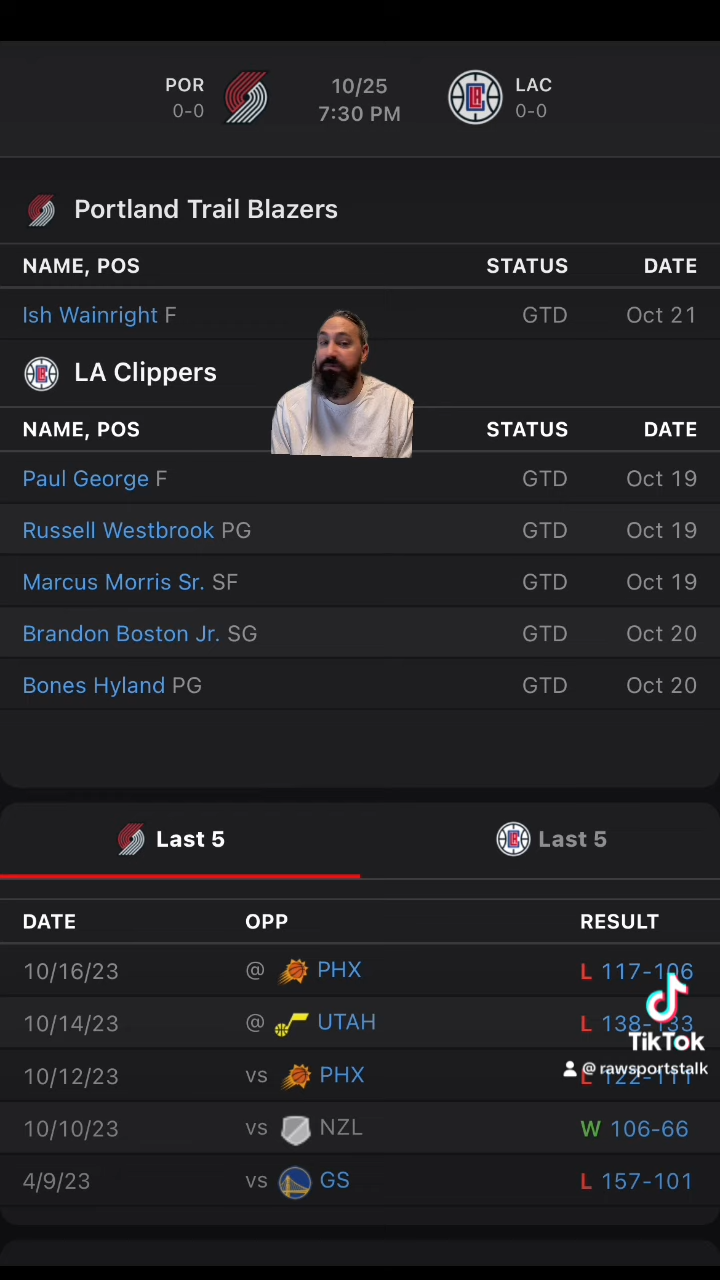 POR 10/25 LAC
0-0 7:30 PM 0-0
Portland Trail Blazers
NAME, POS STATUS DATE
Ish Wainright F GTD Oct 21
LA Clippers
NAME, POS STATUS DATE
Paul George F GTD Oct 19
Russell Westbrook PG GTD Oct 19
Marcus Morris Sr. SF GTD Oct 19
Brandon Boston Jr. SG GTD Oct 20
Bones Hyland PG GTD Oct 20
Last 5 Last 5
DATE OPP RESULT
10/16/23 @ PHX L 117-106
10/14/23 @ UTAH L 138-133
TikTok
10/12/23 vs PHX L 122-111
@rawsportstalk
10/10/23 vs NZL W 106-66
4/9/23 vs GS L 157-101